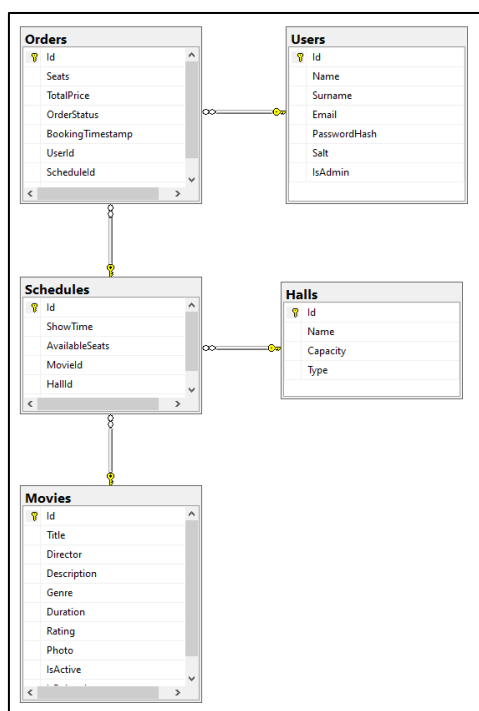 Orders
Id
Seats
TotalPrice
OrderStatus
BookingTimestamp
UserId
ScheduleId
Users
Id
Name
Surname
Email
PasswordHash
Salt
IsAdmin
Schedules
Id
ShowTime
AvailableSeats
MovieId
HallId
Halls
Id
Name
Capacity
Type
Movies
Id
Title
Director
Description
Genre
Duration
Rating
Photo
IsActive